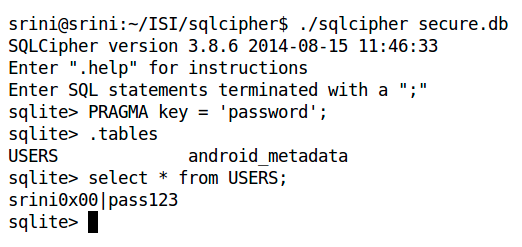 srini@srini:~/ISI/sqlcipher$ ./sqlcipher secure.db
SQLCipher version 3.8.6 2014-08-15 11:46:33
Enter ".help" for instructions
Enter SQL statements terminated with a ";"
sqlite> PRAGMA key = 'password';
sqlite> .tables
USERS            android_metadata
sqlite> select * from USERS;
srini0x00|pass123
sqlite>